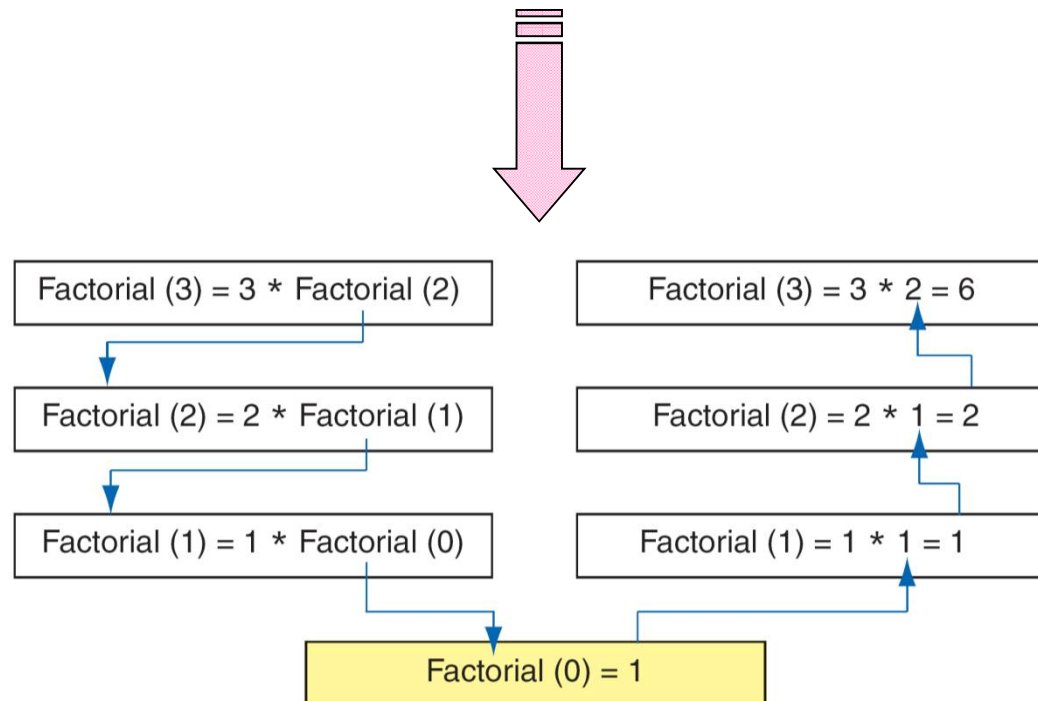 Factorial (3) = 3 * Factorial (2)
Factorial (2) = 2 * Factorial (1)
Factorial (1) = 1 * Factorial (0)
Factorial (0) = 1
Factorial (1) = 1 * 1 = 1
Factorial (2) = 2 * 1 = 2
Factorial (3) = 3 * 2 = 6